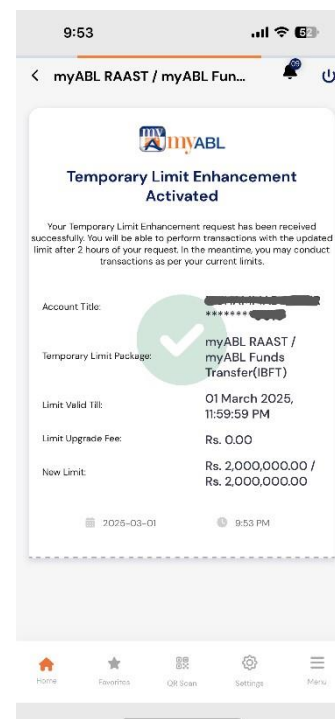 9:53
52
myABL RAAST / myABL Fun...
myABL
Temporary Limit Enhancement
Activated
Your Temporary Limit Enhancement request has been received
successfully. You will be able to perform transactions with the updated
limit after 2 hours of your request. In the meantime, you may conduct
transactions as per your current limits.
Account Title:
*******
Temporary Limit Package:
myABL RAAST /
myABL Funds
Transfer(IBFT)
Limit Valid Till:
01 March 2025,
11:59:59 PM
Limit Upgrade Fee:
Rs. 0.00
New Limit:
Rs. 2,000,000.00 /
Rs. 2,000,000.00
2025-03-01
9:53 PM
Home
Favorites
QR Scan
Settings
Menu